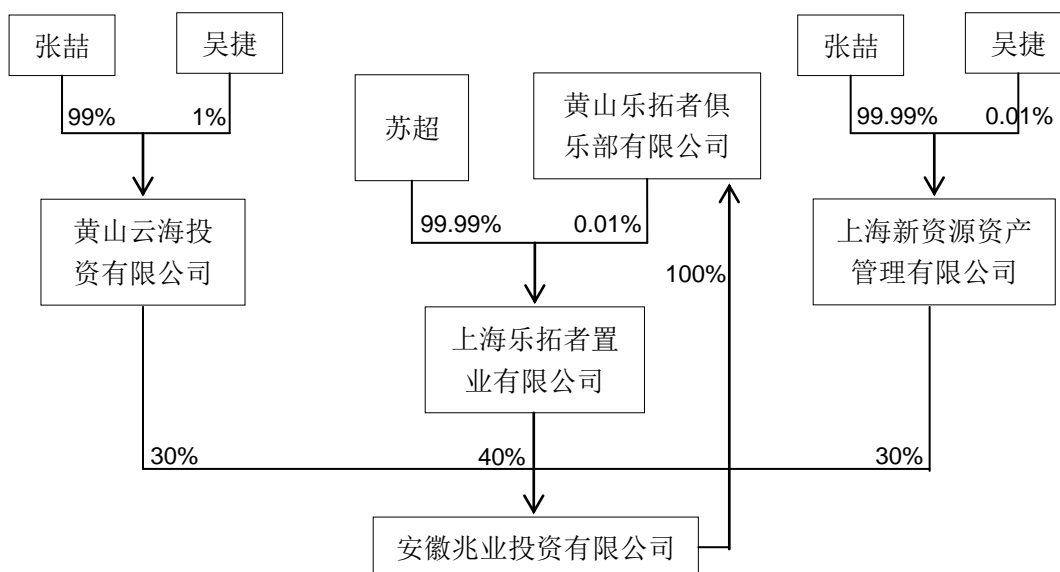 张喆
吴捷
张喆
吴捷
苏超
黄山乐拓者俱
乐部有限公司
99%
1%
99.99%
0.01%
黄山云海投
资有限公司
99.99%
0.01%
上海新资源资产
管理有限公司
100%
上海乐拓者置
业有限公司
30%
40%
30%
安徽兆业投资有限公司